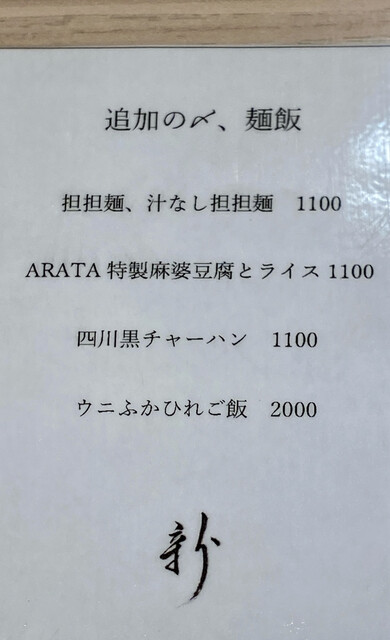 追加の〆、麺飯
担担麺、汁なし担担麺　1100
ARATA 特製麻婆豆腐とライス 1100
四川黒チャーハン　1100
ウニふかひれご飯　2000
新